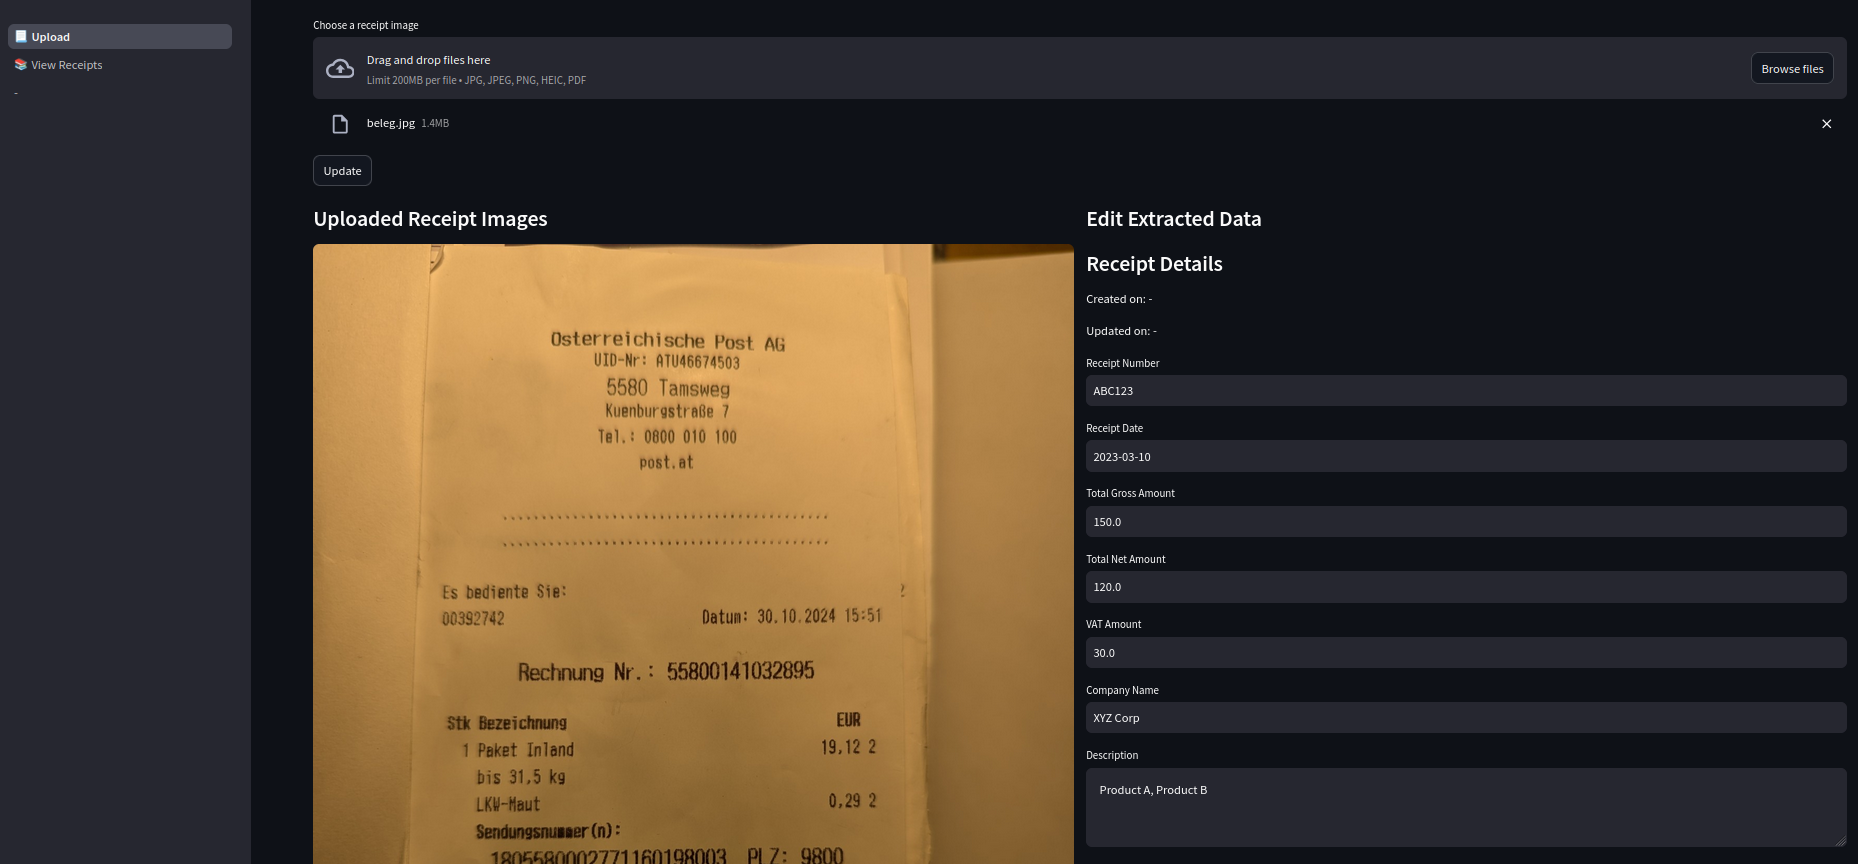 Upload
View Receipts
-
Choose a receipt image
Drag and drop files here
Limit 200MB per file • JPG, JPEG, PNG, HEIC, PDF
Browse files
beleg.jpg 1.4MB
Update
Uploaded Receipt Images
Österreichische Post AG
UID-Nr: ATU46674503
5580 Tamsweg
Kuenburgstraße 7
Tel.: 0800 010 100
post.at
Es bediente Sie:
00392742 Datum: 30.10.2024 15:51
Rechnung Nr.: 55800141032895
Stk Bezeichnung EUR
1 Paket Inland 19,12 2
bis 31,5 kg
LKW-Maut 0,29 2
Sendungsnummer(n):
1805580002771160198003 PLZ: 9800
Edit Extracted Data
Receipt Details
Created on: -
Updated on: -
Receipt Number
ABC123
Receipt Date
2023-03-10
Total Gross Amount
150.0
Total Net Amount
120.0
VAT Amount
30.0
Company Name
XYZ Corp
Description
Product A, Product B